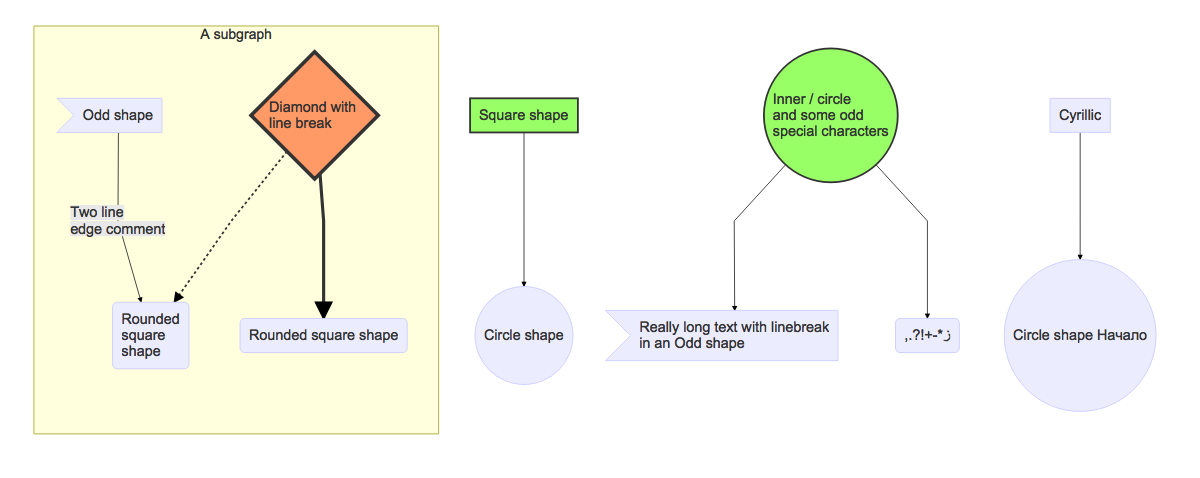 A subgraph
Odd shape
Diamond with
line break
Two line
edge comment
Rounded
square
shape
Rounded square shape
Square shape
Circle shape
Inner / circle
and some odd
special characters
Really long text with linebreak
in an Odd shape
,.?!+-*ز
Cyrillic
Circle shape Начало